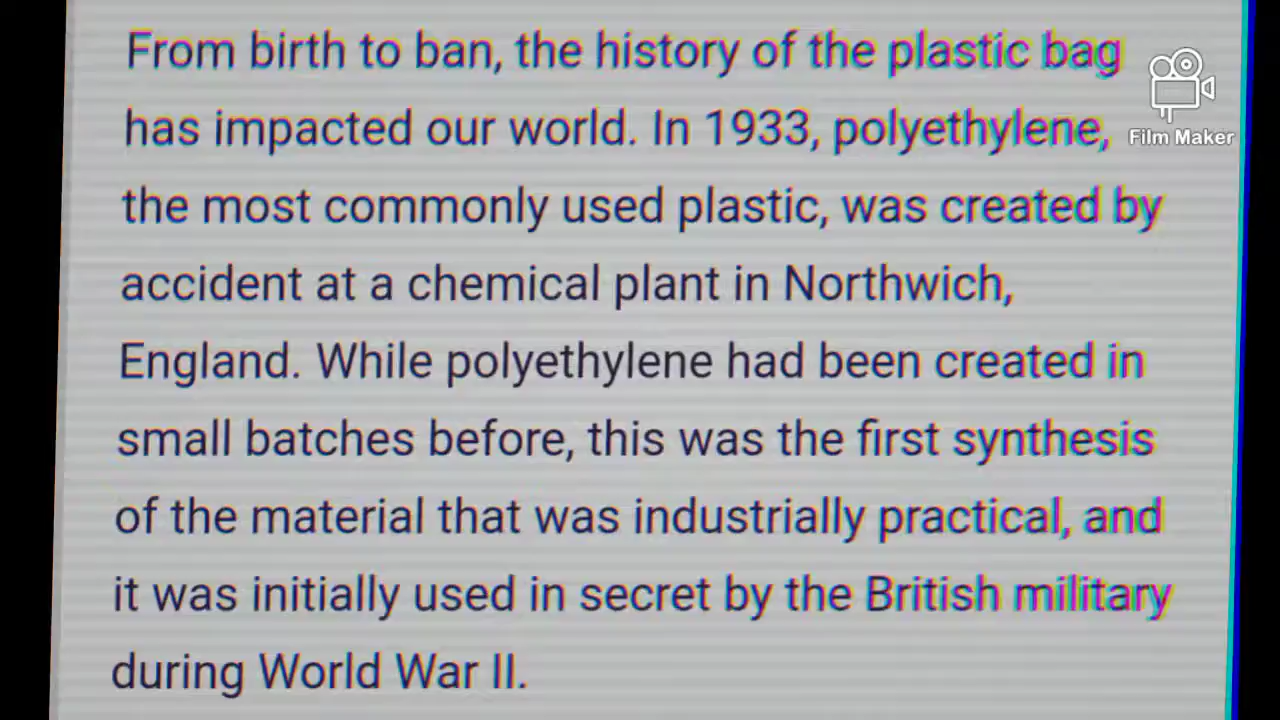 From birth to ban, the history of the plastic bag
has impacted our world. In 1933, polyethylene,
Film Maker
the most commonly used plastic, was created by
accident at a chemical plant in Northwich,
England. While polyethylene had been created in
small batches before, this was the first synthesis
of the material that was industrially practical, and
it was initially used in secret by the British military
during World War II.